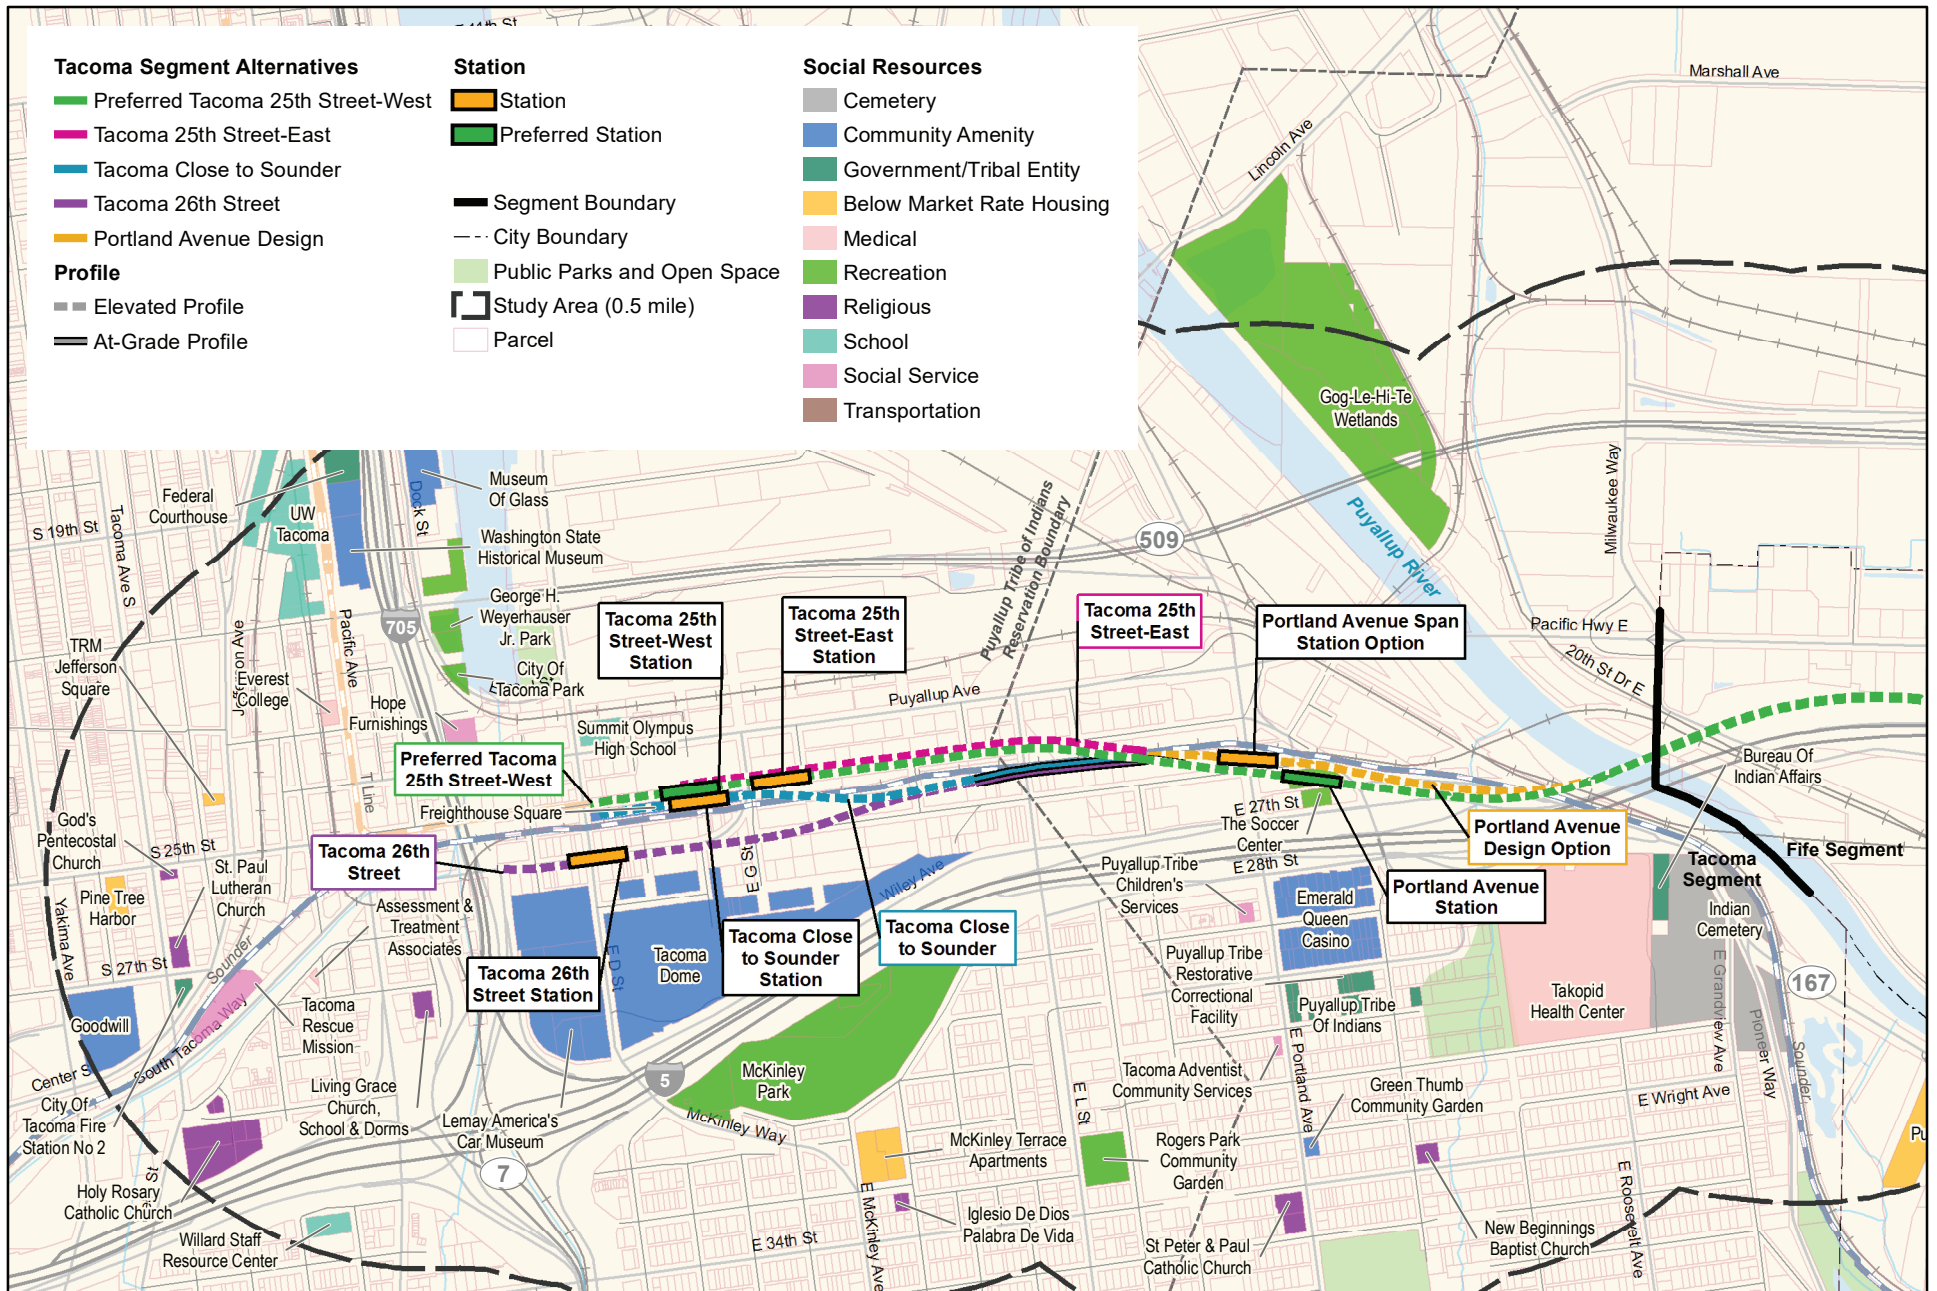 E 11th St
Tacoma Segment Alternatives
Preferred Tacoma 25th Street-West
Tacoma 25th Street-East
Tacoma Close to Sounder
Tacoma 26th Street
Portland Avenue Design
Profile
Elevated Profile
At-Grade Profile
Station
Station
Preferred Station
Segment Boundary
City Boundary
Public Parks and Open Space
Study Area (0.5 mile)
Parcel
Social Resources
Cemetery
Community Amenity
Government/Tribal Entity
Below Market Rate Housing
Medical
Recreation
Religious
School
Social Service
Transportation
Marshall Ave
Lincoln Ave
Gog-Le-Hi-Te
Wetlands
Milwaukee Way
Puyallup River
Puyallup Tribe of Indians
Reservation Boundary
509
Pacific Hwy E
20th St Dr E
Federal
Courthouse
UW
Tacoma
Dock St
Museum
Of Glass
Washington State
Historical Museum
S 19th St
Tacoma Ave S
George H.
Weyerhauser
Jr. Park
City Of
Tacoma Park
705
Pacific Ave
Jefferson Ave
TRM
Jefferson
Square
Everest
College
Hope
Furnishings
Summit Olympus
High School
Puyallup Ave
Tacoma 25th
Street-West
Station
Tacoma 25th
Street-East
Station
Tacoma 25th
Street-East
Portland Avenue Span
Station Option
Preferred Tacoma
25th Street-West
Freighthouse Square
T Line
Tacoma 26th
Street
God's
Pentecostal
Church
S 25th St
St. Paul
Lutheran
Church
Pine Tree
Harbor
Yakima Ave
S 27th St
Sounder
Assessment &
Treatment
Associates
Tacoma 26th
Street Station
E D St
Tacoma
Dome
E G St
Wiley Ave
Tacoma Close
to Sounder
Station
Tacoma Close
to Sounder
E 27th St
The Soccer
Center
E 28th St
Puyallup Tribe
Children's
Services
Emerald
Queen
Casino
Portland Avenue
Design Option
Portland Avenue
Station
Bureau Of
Indian Affairs
Tacoma
Segment
Fife Segment
Indian
Cemetery
E Grandview Ave
167
Pioneer Way
Sounder
Takopid
Health Center
Puyallup Tribe
Restorative
Correctional
Facility
Puyallup Tribe
Of Indians
E Portland Ave
Goodwill
Center S
South Tacoma Way
Tacoma
Rescue
Mission
City Of
Tacoma Fire
Station No 2
Living Grace
Church,
School & Dorms
Lemay America's
Car Museum
5
McKinley
Park
McKinley Way
7
Tacoma Adventist
Community Services
E L St
Green Thumb
Community Garden
E Wright Ave
Holy Rosary
Catholic Church
St
Willard Staff
Resource Center
McKinley Terrace
Apartments
E McKinley Ave
Iglesio De Dios
Palabra De Vida
E 34th St
Rogers Park
Community
Garden
St Peter & Paul
Catholic Church
New Beginnings
Baptist Church
E Roosevelt Ave
Pu